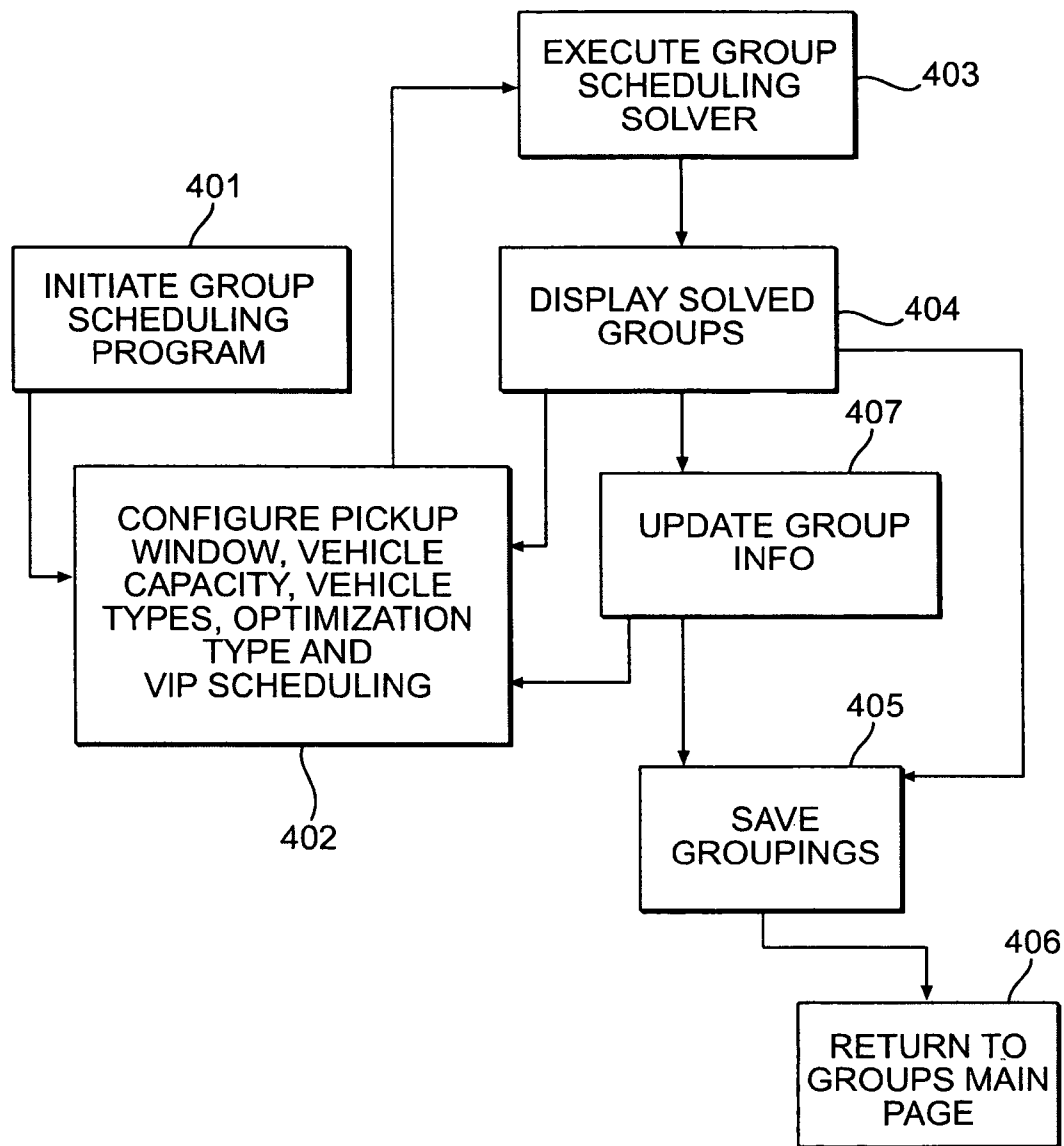 EXECUTE GROUP
SCHEDULING
SOLVER
403
401
INITIATE GROUP
SCHEDULING
PROGRAM
DISPLAY SOLVED
GROUPS
404
407
UPDATE GROUP
INFO
CONFIGURE PICKUP
WINDOW, VEHICLE
CAPACITY, VEHICLE
TYPES, OPTIMIZATION
TYPE AND
VIP SCHEDULING
402
405
SAVE
GROUPINGS
406
RETURN TO
GROUPS MAIN
PAGE